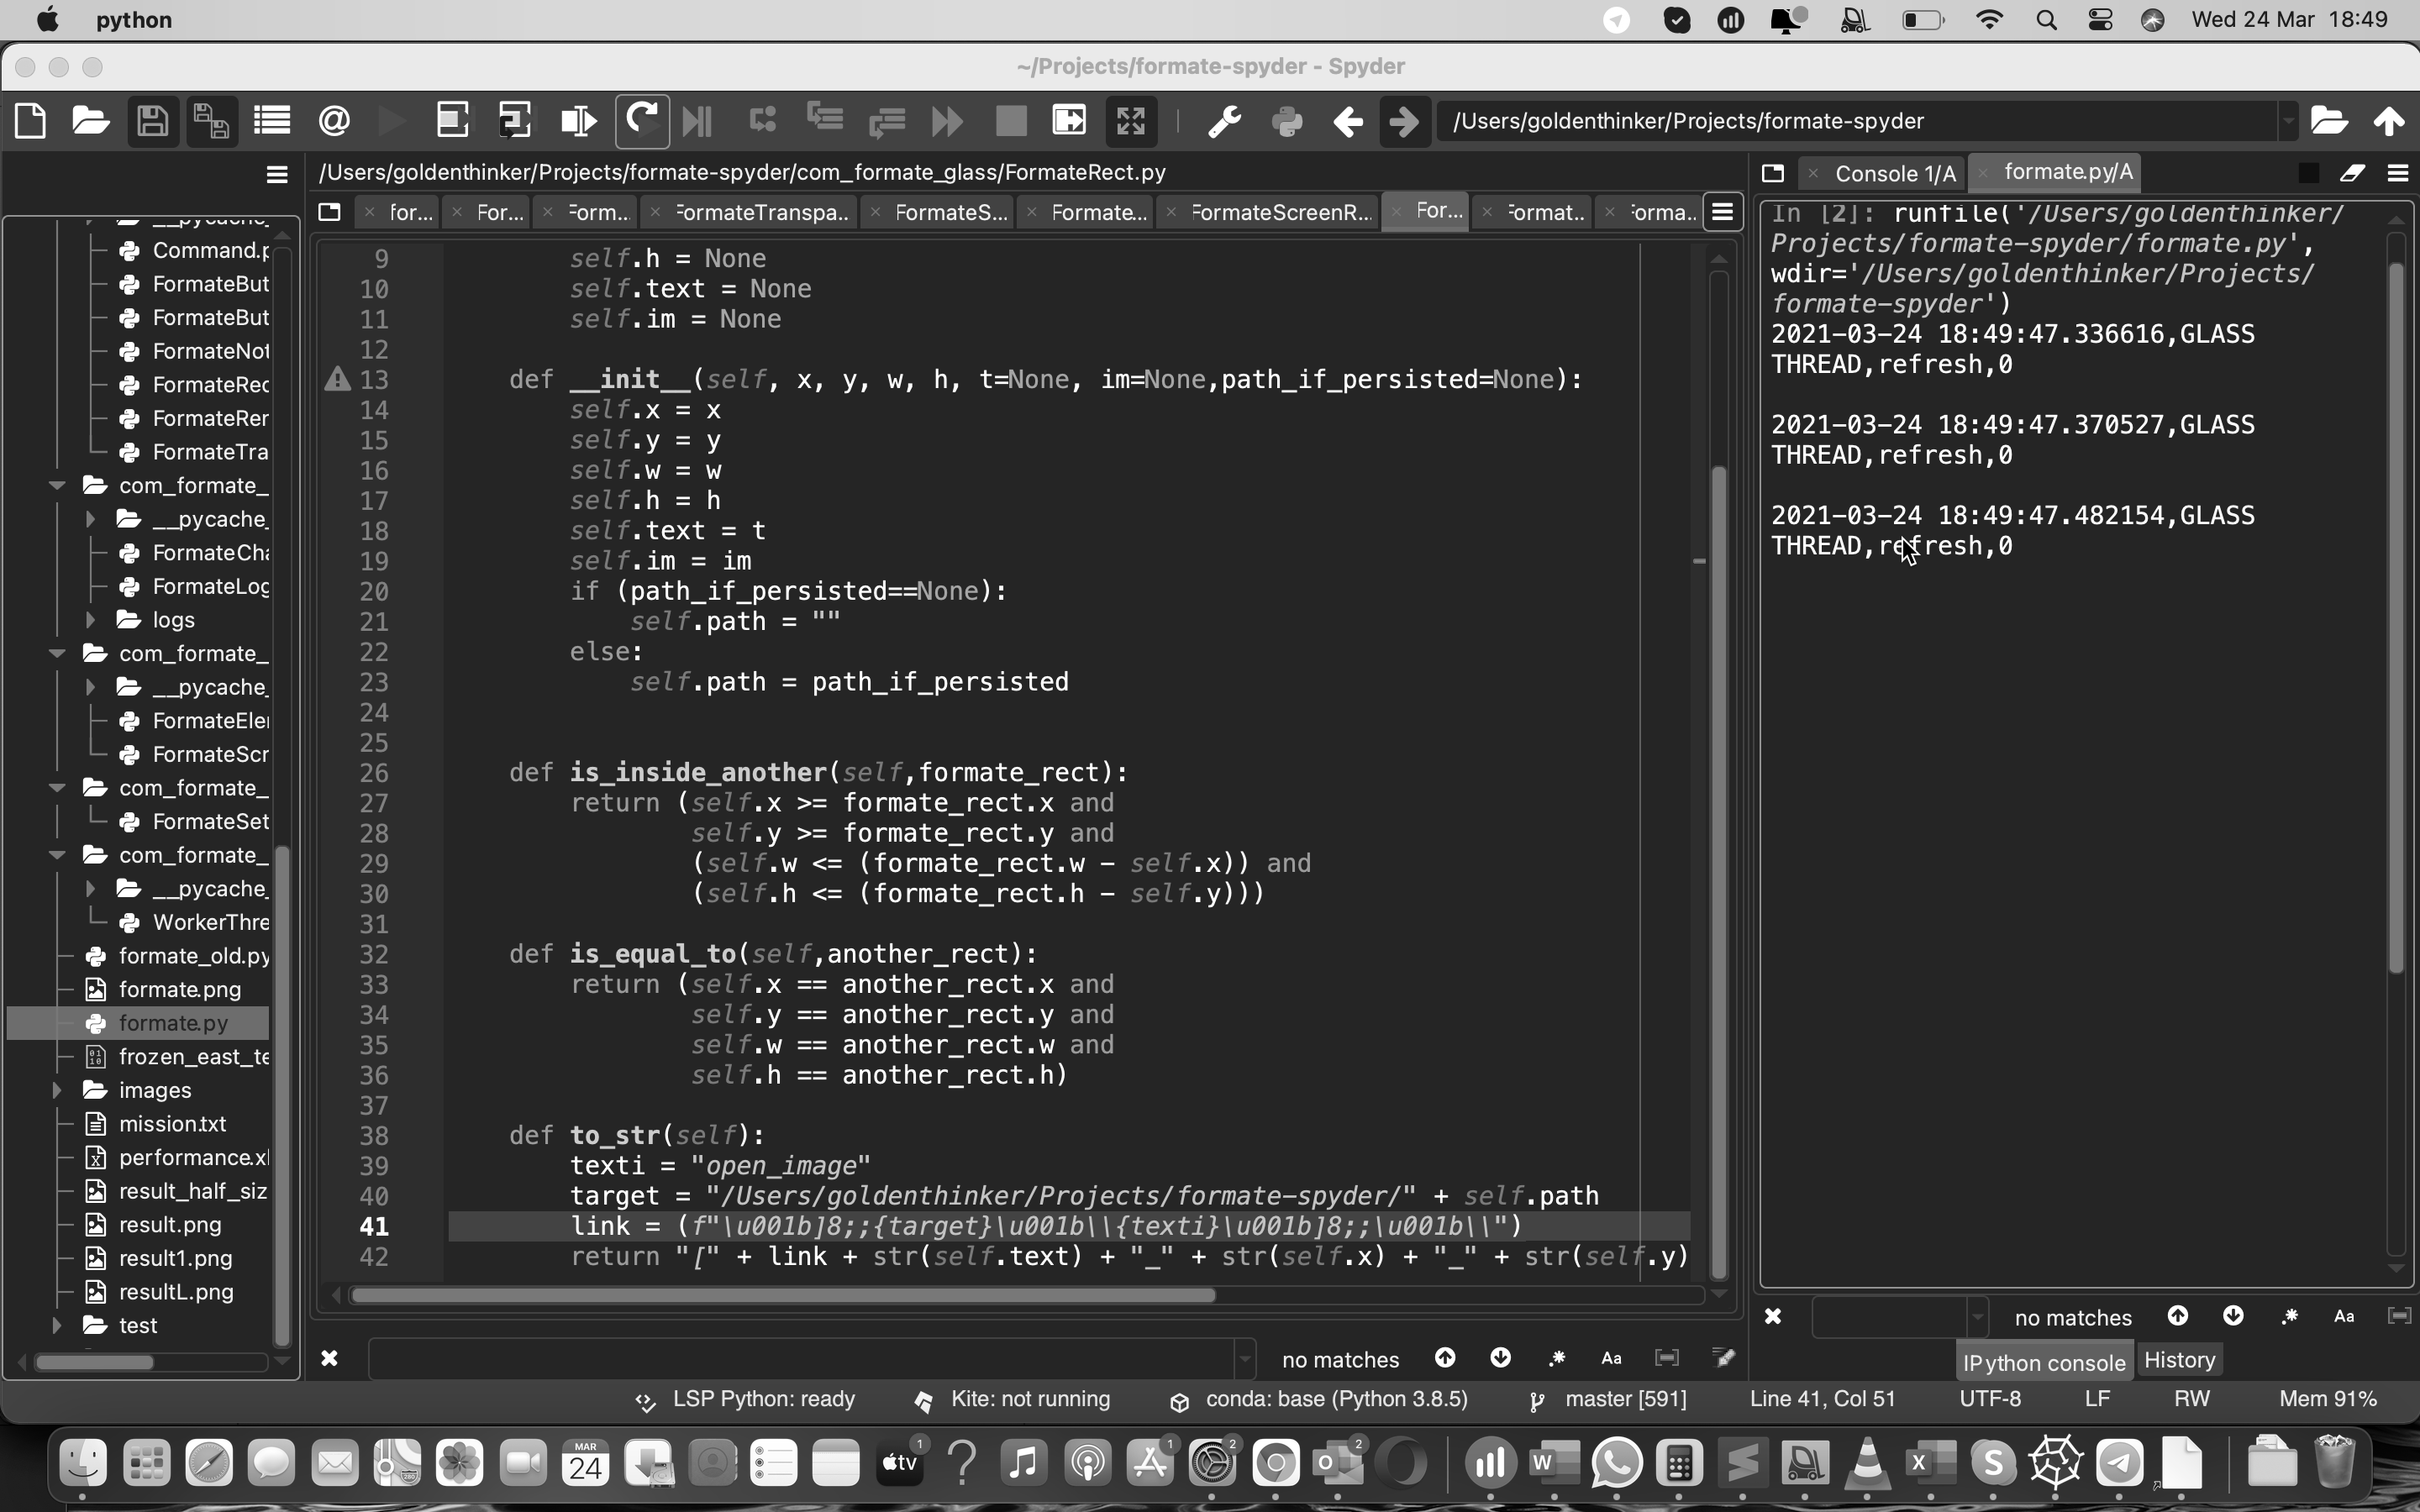 python
Wed 24 Mar 18:49
~/Projects/formate-spyder - Spyder
/Users/goldenthinker/Projects/formate-spyder
/Users/goldenthinker/Projects/formate-spyder/com_formate_glass/FormateRect.py
Console 1/A
formate.py/A
for...
For...
Form...
FormateTranspa...
FormateS...
Formate...
FormateScreenR...
For...
Format...
Forma...
__pycache_
Command.p
FormateBut
FormateBut
FormateNot
FormateRec
FormateRer
FormateTra
com_formate_
__pycache_
FormateCha
FormateLog
logs
com_formate_
__pycache_
FormateEler
FormateScr
com_formate_
FormateSet
com_formate_
__pycache_
WorkerThre
formate_old.py
formate.png
formate.py
frozen_east_te
images
mission.txt
performance.xl
result_half_siz
result.png
result1.png
resultL.png
test
9 self.h = None
10 self.text = None
11 self.im = None
12
13 def __init__(self, x, y, w, h, t=None, im=None,path_if_persisted=None):
14 self.x = x
15 self.y = y
16 self.w = w
17 self.h = h
18 self.text = t
19 self.im = im
20 if (path_if_persisted==None):
21 self.path = ""
22 else:
23 self.path = path_if_persisted
24
25
26 def is_inside_another(self,formate_rect):
27 return (self.x >= formate_rect.x and
28 self.y >= formate_rect.y and
29 (self.w <= (formate_rect.w - self.x)) and
30 (self.h <= (formate_rect.h - self.y)))
31
32 def is_equal_to(self,another_rect):
33 return (self.x == another_rect.x and
34 self.y == another_rect.y and
35 self.w == another_rect.w and
36 self.h == another_rect.h)
37
38 def to_str(self):
39 texti = "open_image"
40 target = "/Users/goldenthinker/Projects/formate-spyder/" + self.path
41 link = (f"\u001b]8;;{target}\u001b\\{texti}\u001b]8;;\u001b\\")
42 return "[" + link + str(self.text) + "_" + str(self.x) + "_" + str(self.y)
In [2]: runfile('/Users/goldenthinker/
Projects/formate-spyder/formate.py',
wdir='/Users/goldenthinker/Projects/
formate-spyder')
2021-03-24 18:49:47.336616,GLASS
THREAD,refresh,0
2021-03-24 18:49:47.370527,GLASS
THREAD,refresh,0
2021-03-24 18:49:47.482154,GLASS
THREAD,refresh,0
no matches
Aa
no matches
Aa
IPython console
History
LSP Python: ready
Kite: not running
conda: base (Python 3.8.5)
master [591]
Line 41, Col 51
UTF-8
LF
RW
Mem 91%
MAR
24
tv
1
1
2
2
W
X
S